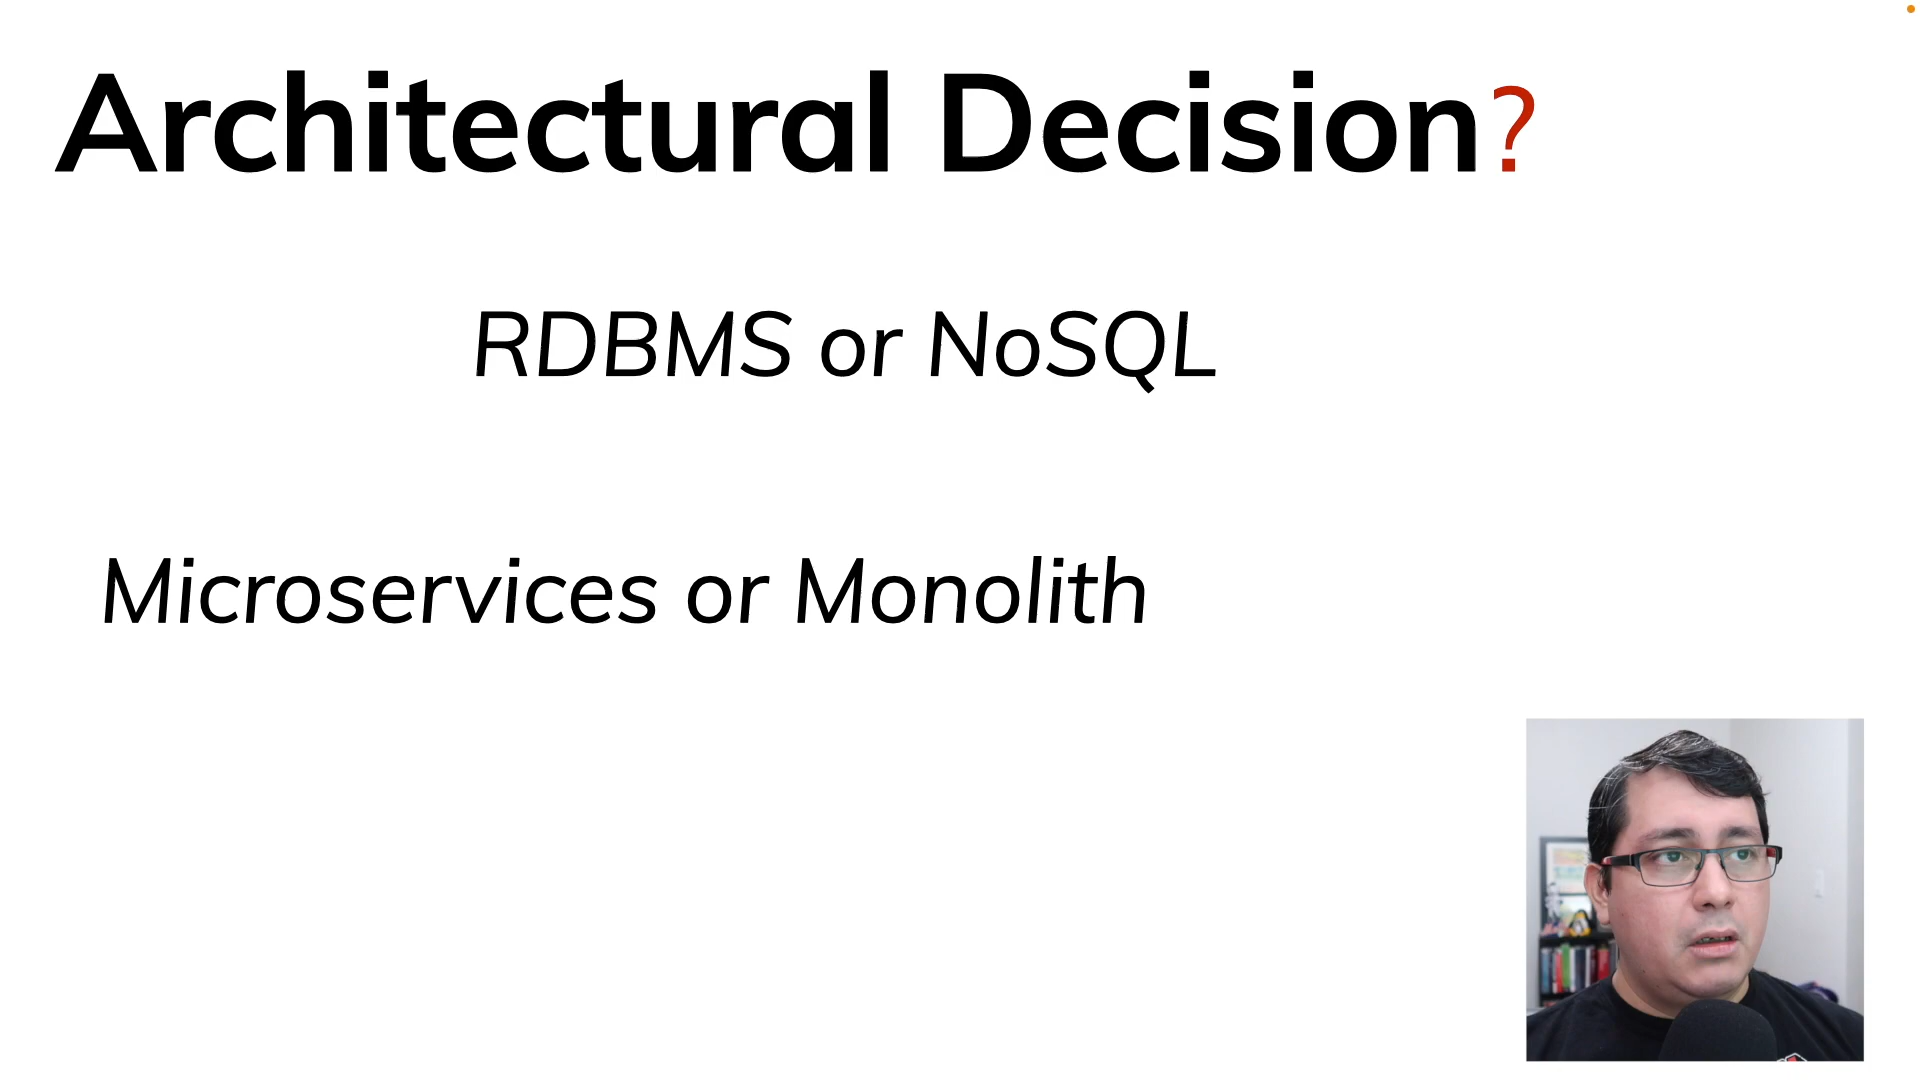 Architectural Decision?
RDBMS or NoSQL
Microservices or Monolith